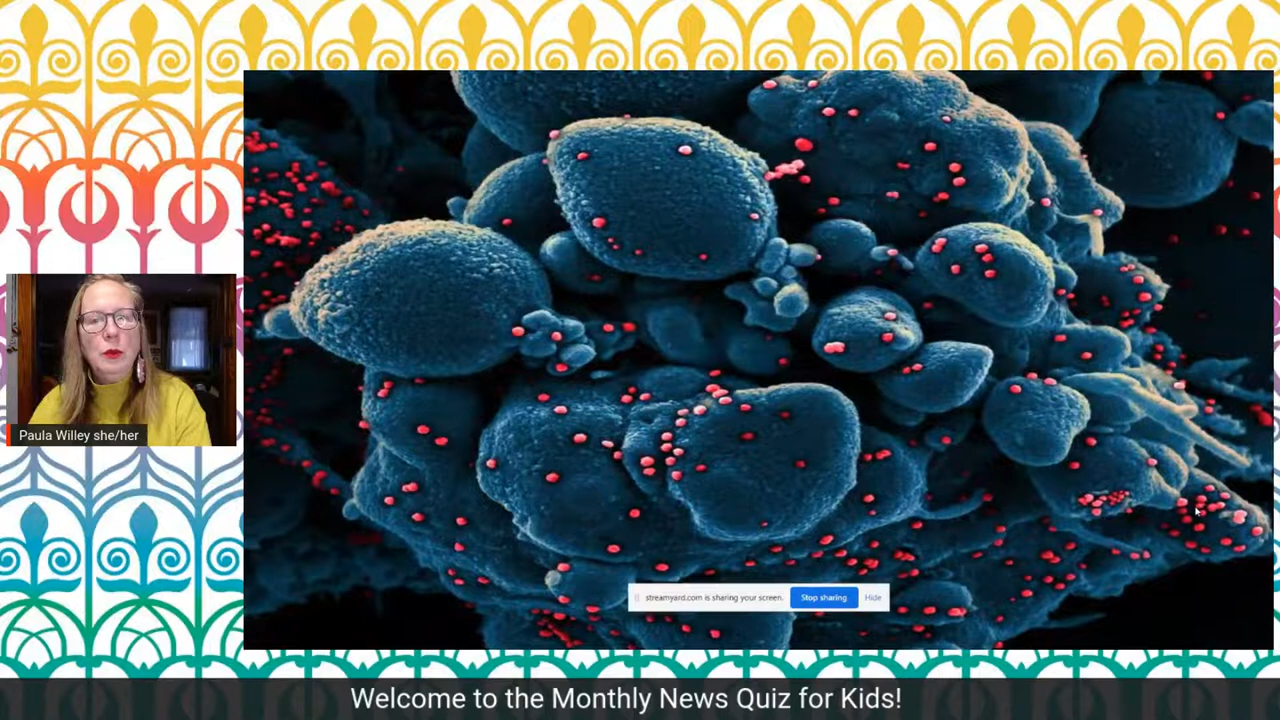 Paula Willey she/her
streamyard.com is sharing your screen.
Stop sharing
Hide
Welcome to the Monthly News Quiz for Kids!